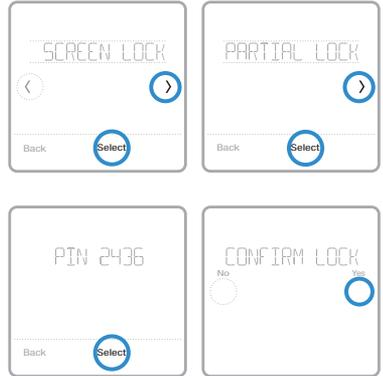 SCREEN LOCK
Back Select
PARTIAL LOCK
Back Select
PIN 2436
Back Select
CONFIRM LOCK
No Yes